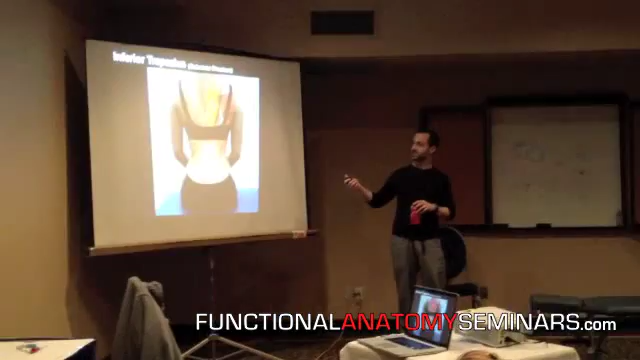 Inferior Trapezius
FUNCTIONALANATOMYSEMINARS.com